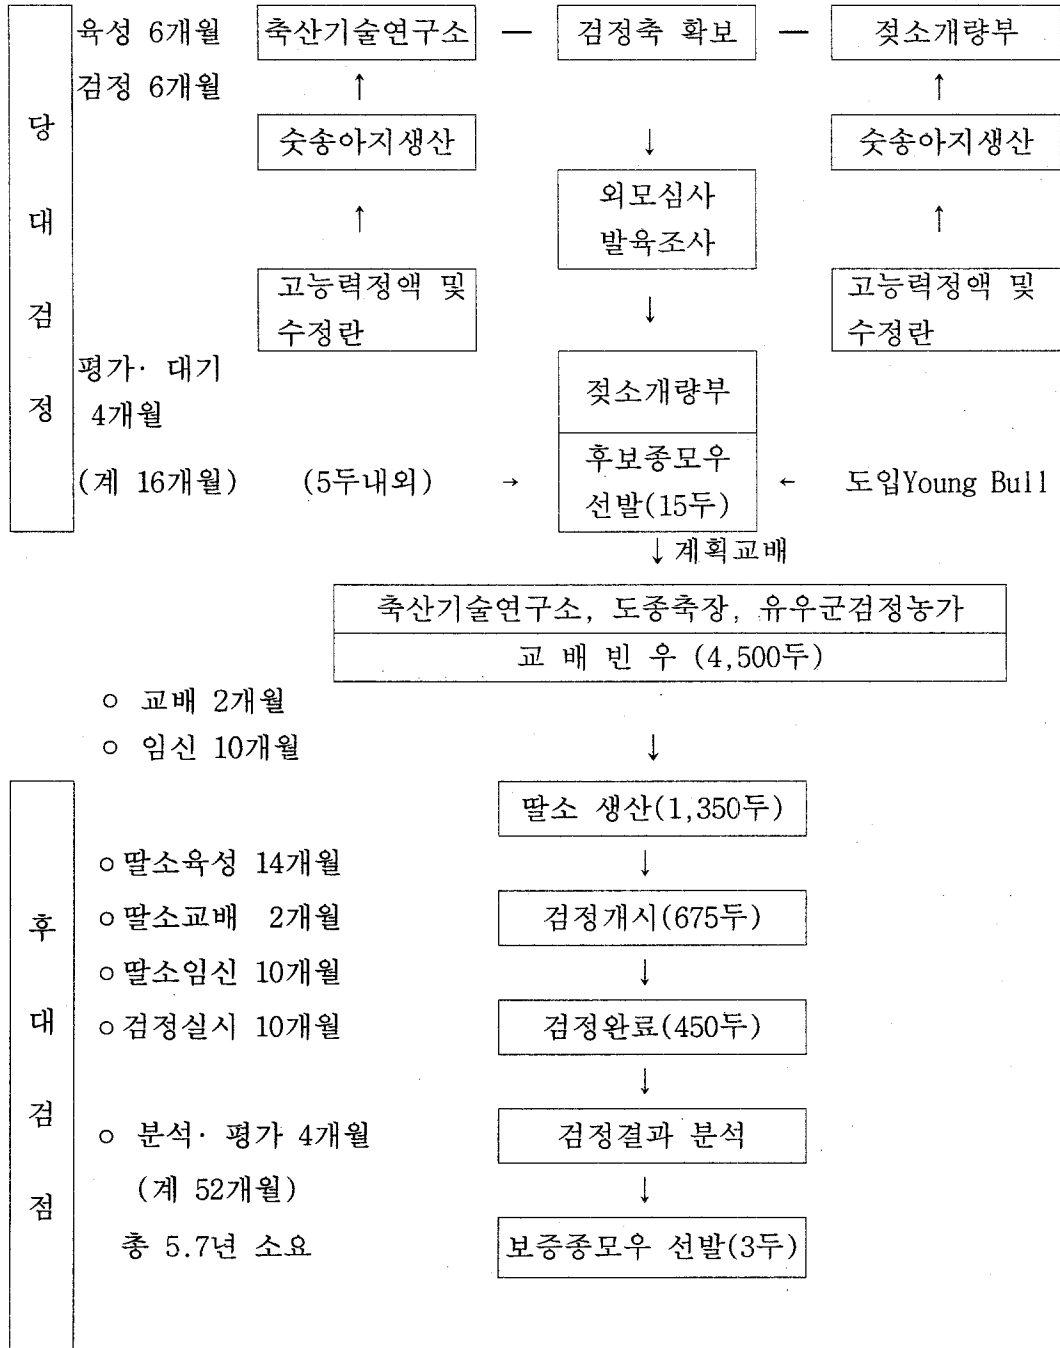 당대검정
육성 6개월 축산기술연구소 — 검정축 확보 — 젖소개량부
검정 6개월 ↑ ↑
숫송아지생산 ↓ 숫송아지생산
외모심사
↑ 발육조사 ↑
고능력정액 및 고능력정액 및
수정란 ↓ 수정란
평가· 대기 젖소개량부
4개월
후보종모우
(계 16개월) (5두내외) → 선발(15두) ← 도입Young Bull
↓계획교배
축산기술연구소, 도종축장, 유우군검정농가
교 배 빈 우 (4,500두)
○ 교배 2개월
○ 임신 10개월 ↓
후대검점
딸소 생산(1,350두)
○딸소육성 14개월 ↓
○딸소교배 2개월 검정개시(675두)
○딸소임신 10개월 ↓
○검정실시 10개월 검정완료(450두)
↓
○ 분석· 평가 4개월 검정결과 분석
(계 52개월) ↓
총 5.7년 소요 보증종모우 선발(3두)